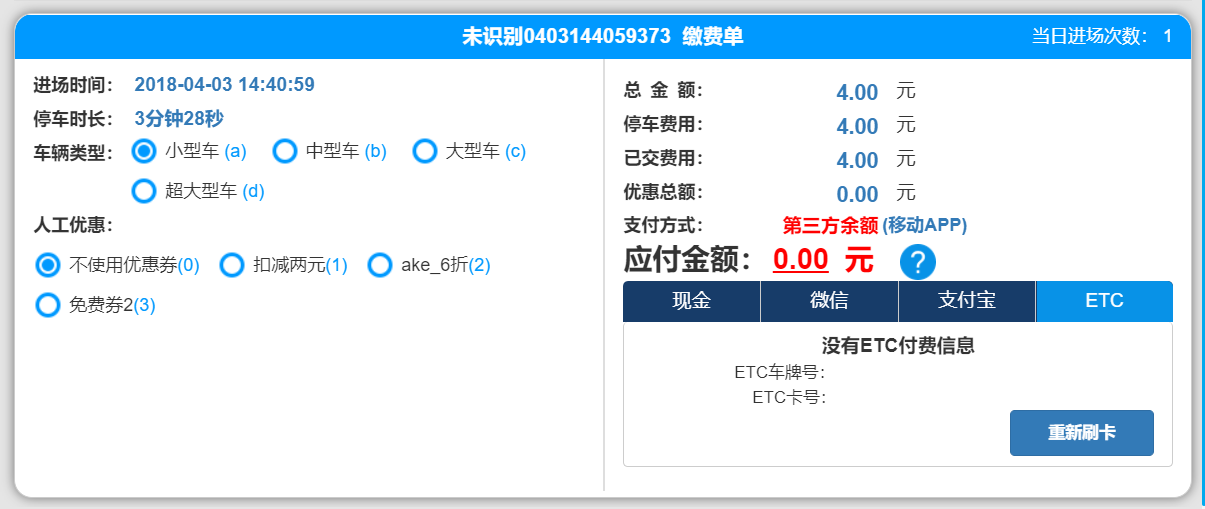 未识别0403144059373 缴费单
当日进场次数： 1
进场时间： 2018-04-03 14:40:59
停车时长： 3分钟28秒
车辆类型： 小型车 (a) 中型车 (b) 大型车 (c)
超大型车 (d)
人工优惠：
不使用优惠券(0) 扣减两元(1) ake_6折(2)
免费券2(3)
总 金 额： 4.00 元
停车费用： 4.00 元
已交费用： 4.00 元
优惠总额： 0.00 元
支付方式： 第三方余额 (移动APP)
应付金额： 0.00 元 ?
现金 微信 支付宝 ETC
没有ETC付费信息
ETC车牌号：
ETC卡号：
重新刷卡